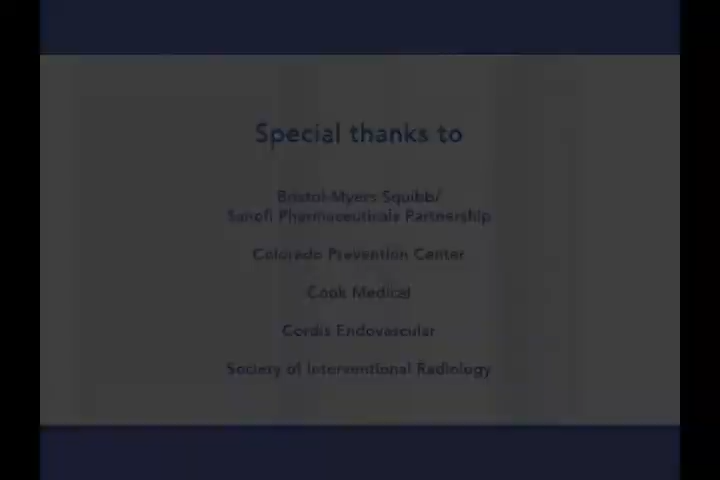 Special thanks to
Bristol-Myers Squibb/
Sanofi Pharmaceuticals Partnership
Colorado Prevention Center
Cook Medical
Cordis Endovascular
Society of Interventional Radiology